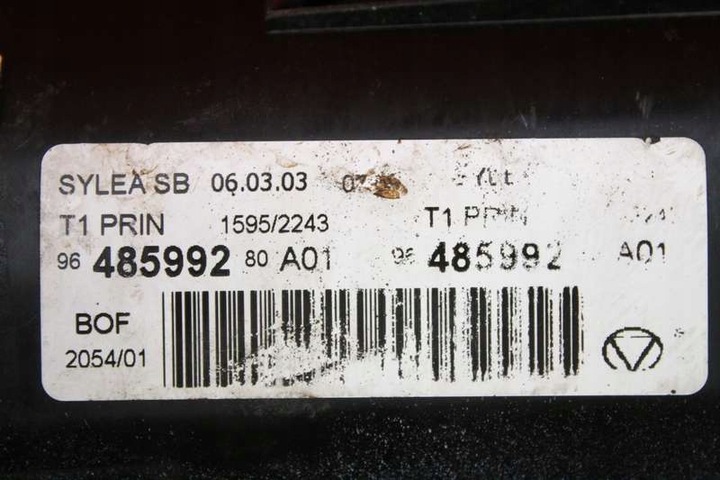 SYLEA SB 06.03.03
T1 PRIN 1595/2243 T1 PRIN
96 485992 80 A01 96 485992 A01
BOF
2054/01